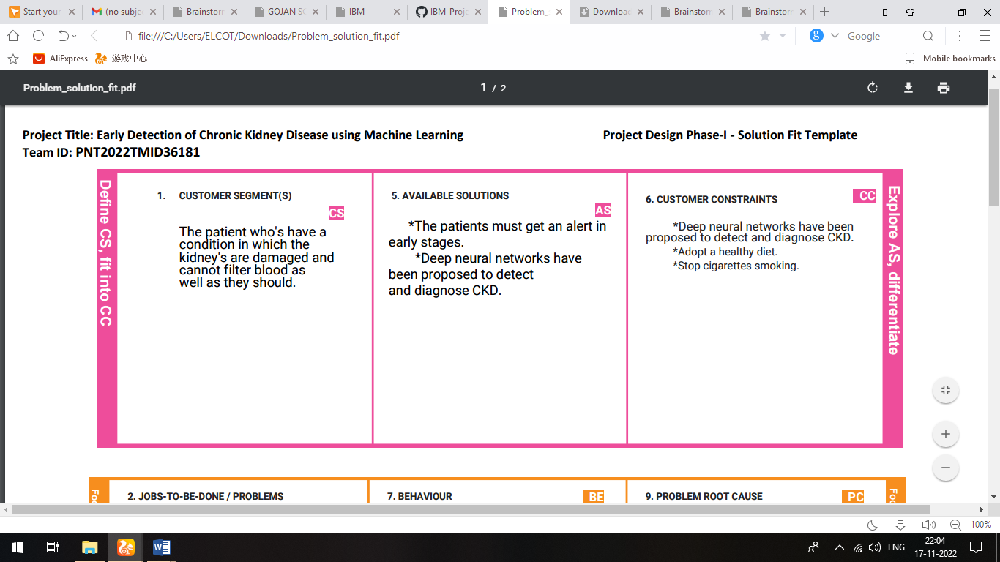 Start your
(no subje
Brainstorm
GOJAN SC
IBM
IBM-Proje
Problem_
Download
Brainstorm
Brainstorm
file:///C:/Users/ELCOT/Downloads/Problem_solution_fit.pdf
g
Google
AliExpress
游戏中心
Mobile bookmarks
Problem_solution_fit.pdf
1 / 2
Project Title: Early Detection of Chronic Kidney Disease using Machine Learning
Project Design Phase-I - Solution Fit Template
Team ID: PNT2022TMID36181
Define CS, fit into CC
1. CUSTOMER SEGMENT(S)
CS
The patient who's have a
condition in which the
kidney's are damaged and
cannot filter blood as
well as they should.
5. AVAILABLE SOLUTIONS
AS
*The patients must get an alert in
early stages.
*Deep neural networks have
been proposed to detect
and diagnose CKD.
6. CUSTOMER CONSTRAINTS
CC
*Deep neural networks have been
proposed to detect and diagnose CKD.
*Adopt a healthy diet.
*Stop cigarettes smoking.
Explore AS, differentiate
Foc
2. JOBS-TO-BE-DONE / PROBLEMS
7. BEHAVIOUR
BE
9. PROBLEM ROOT CAUSE
PC
Foc
100%
ENG
22:04
17-11-2022